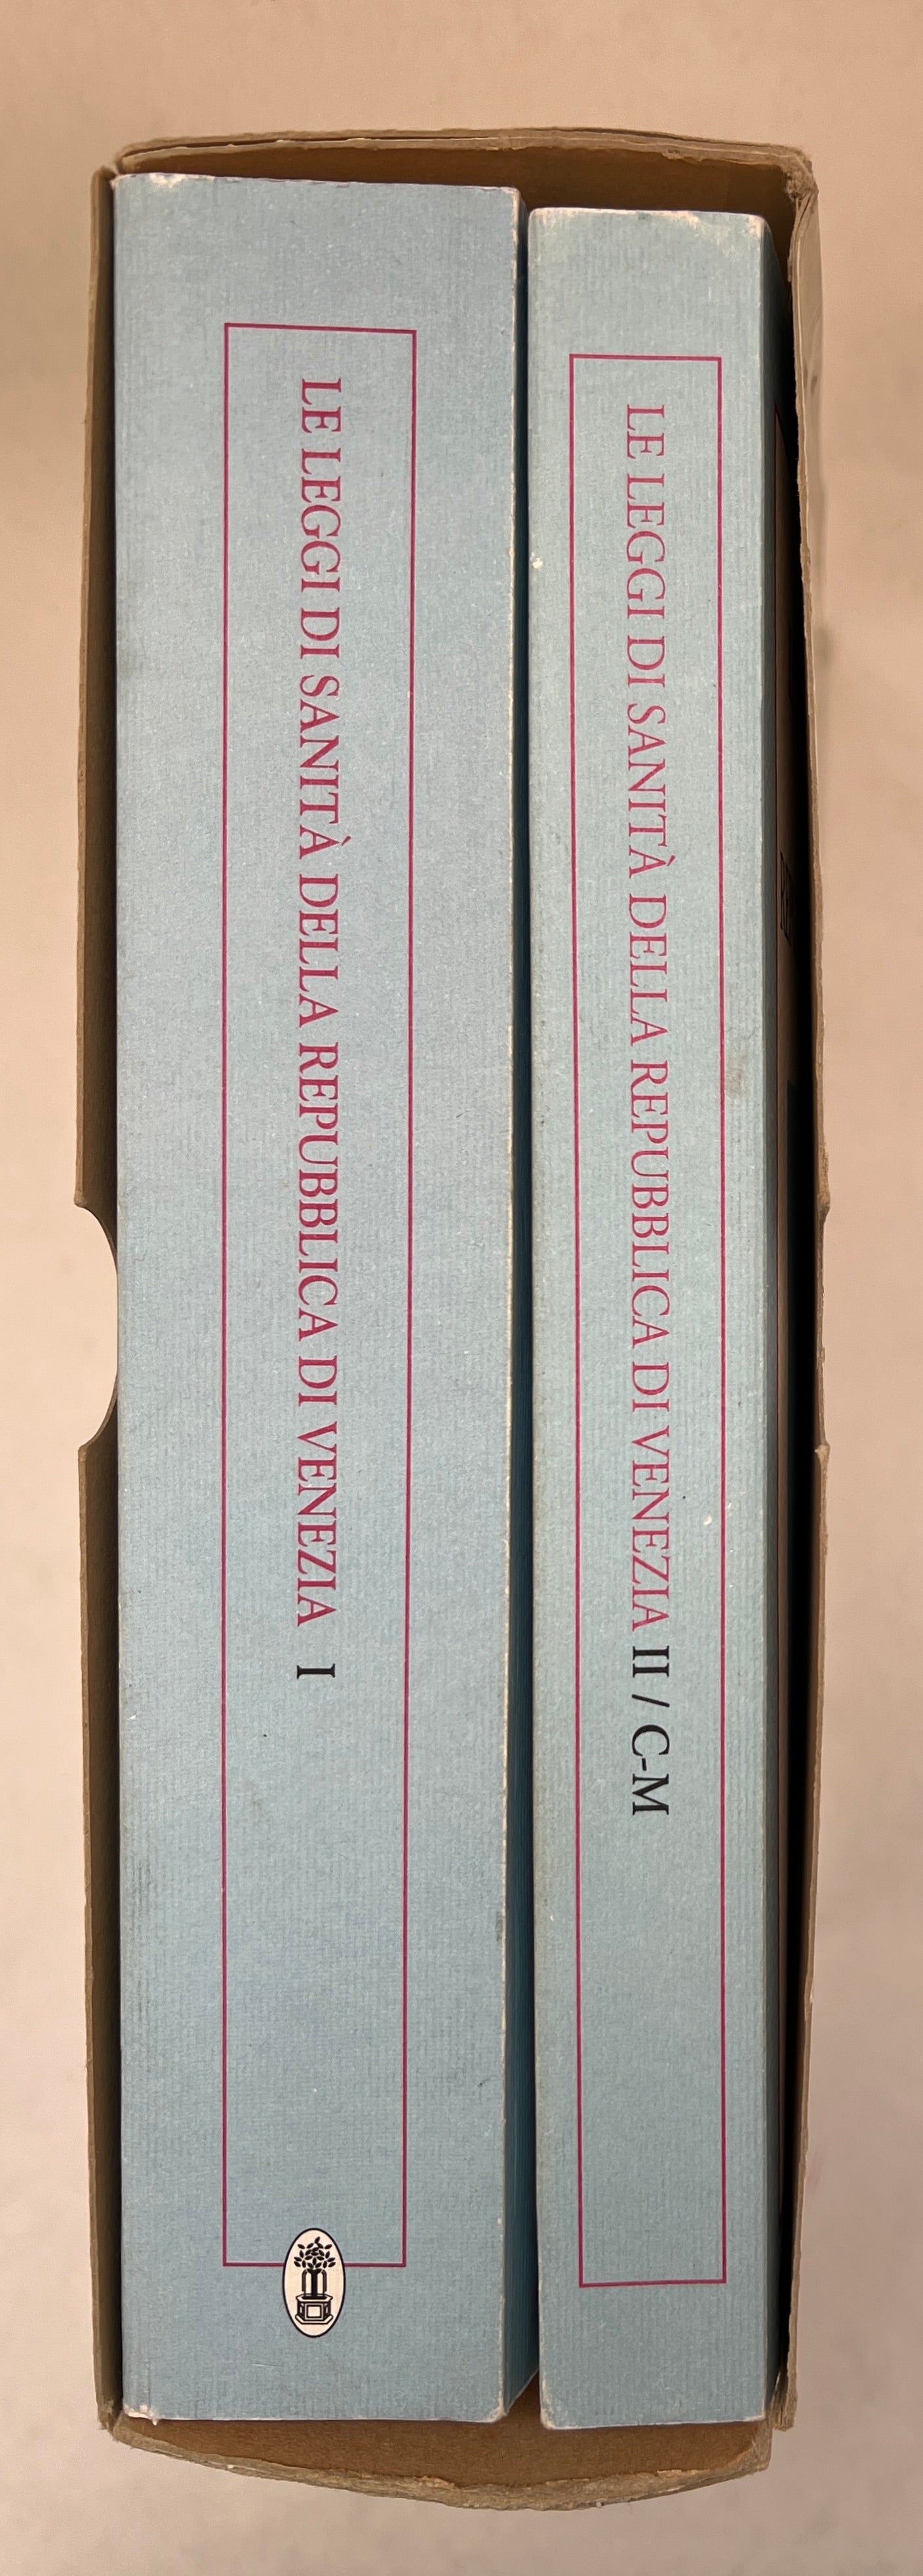 LE LEGGI DI SANITÀ DELLA REPUBBLICA DI VENEZIA I
LE LEGGI DI SANITÀ DELLA REPUBBLICA DI VENEZIA II / C-M